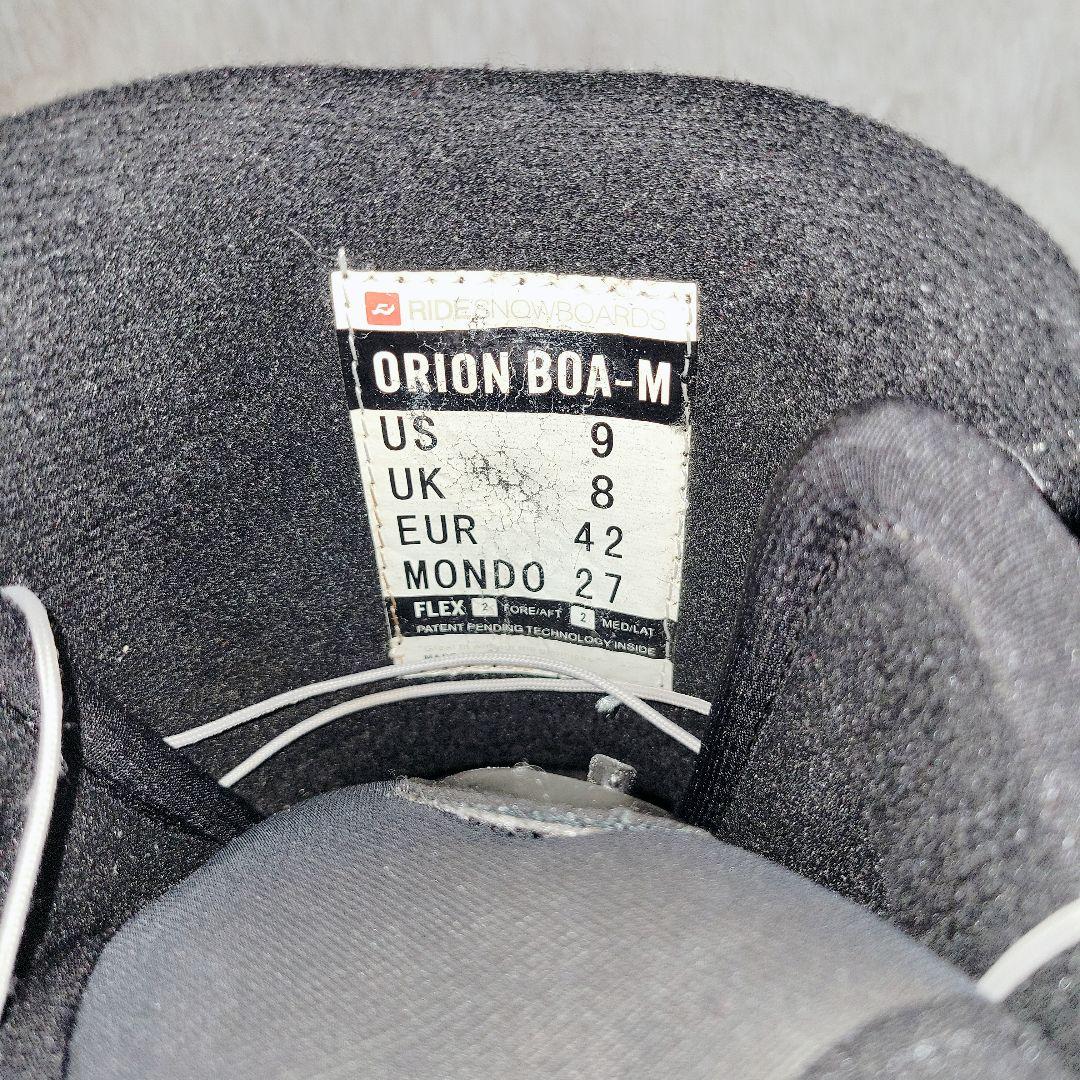 RIDESNOWBOARDS
ORION BOA-M
US 9
UK 8
EUR 42
MONDO 27
FLEX 2 FORE/AFT 2 MED/LAT
PATENT PENDING TECHNOLOGY INSIDE